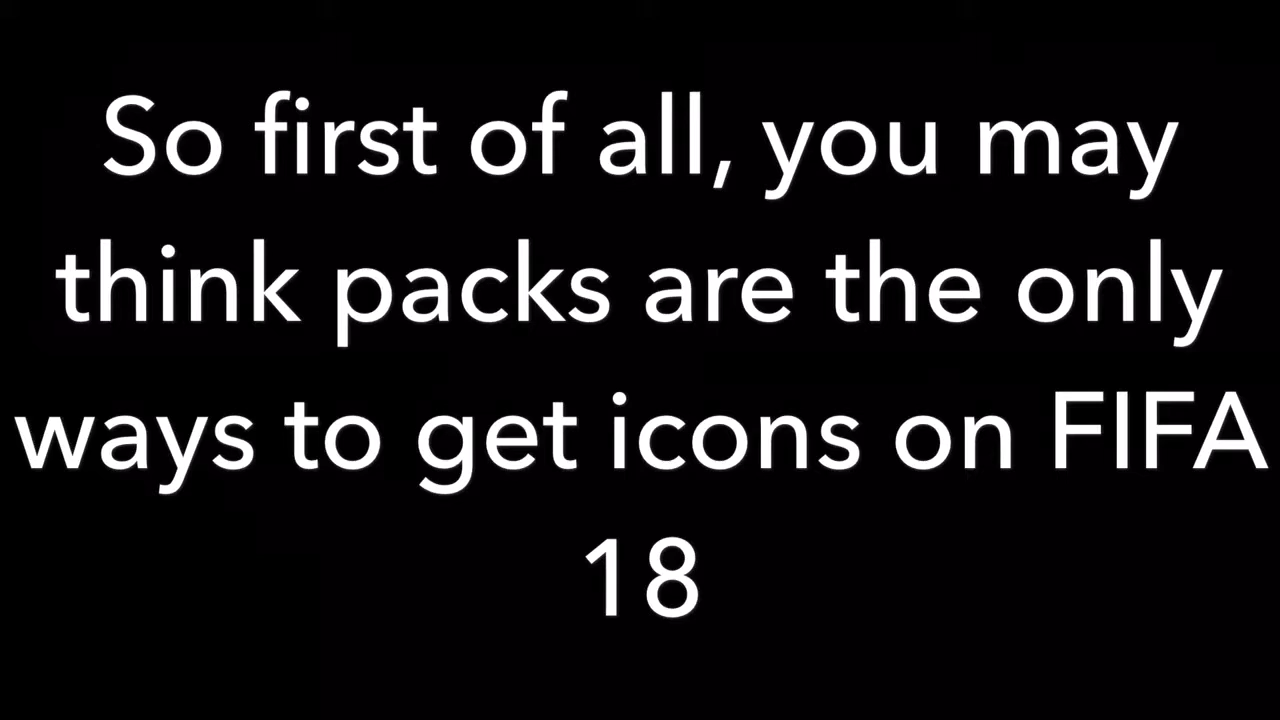 So first of all, you may
think packs are the only
ways to get icons on FIFA
18